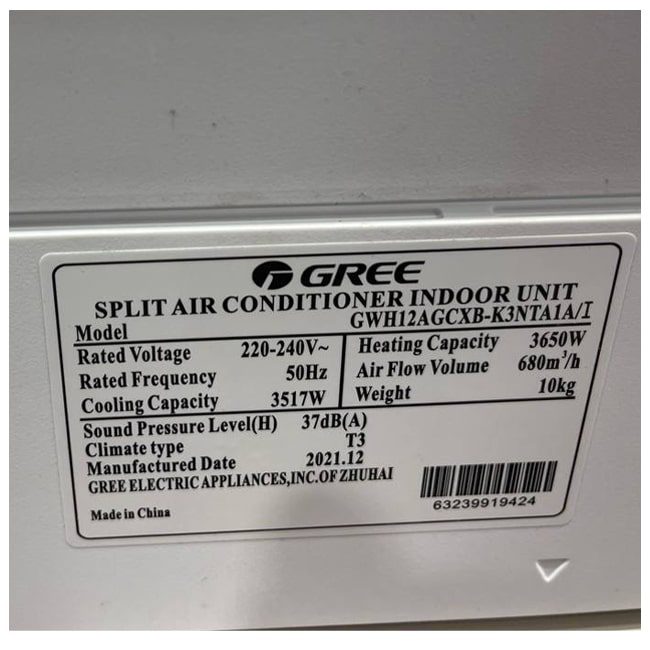 GREE
SPLIT AIR CONDITIONER INDOOR UNIT
Model GWH12AGCXB-K3NTA1A/I
Rated Voltage 220-240V~
Rated Frequency 50Hz
Cooling Capacity 3517W
Heating Capacity 3650W
Air Flow Volume 680m³/h
Weight 10kg
Sound Pressure Level(H) 37dB(A)
Climate type T3
Manufactured Date 2021.12
GREE ELECTRIC APPLIANCES,INC.OF ZHUHAI
Made in China
63239919424